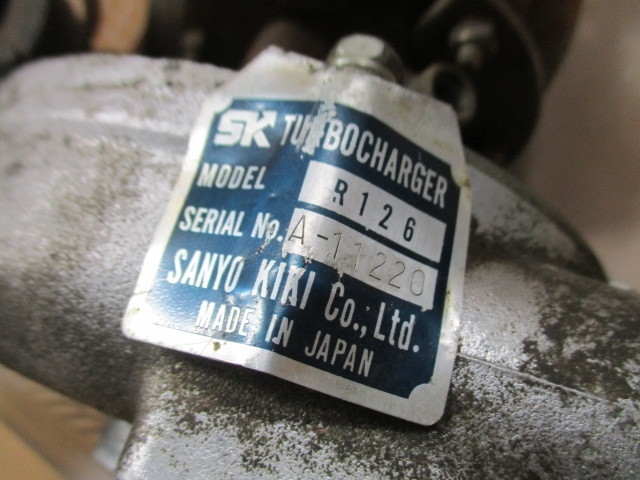 SK TURBOCHARGER
MODEL R126
SERIAL No. A-11220
SANYO KIKI Co., Ltd.
MADE IN JAPAN